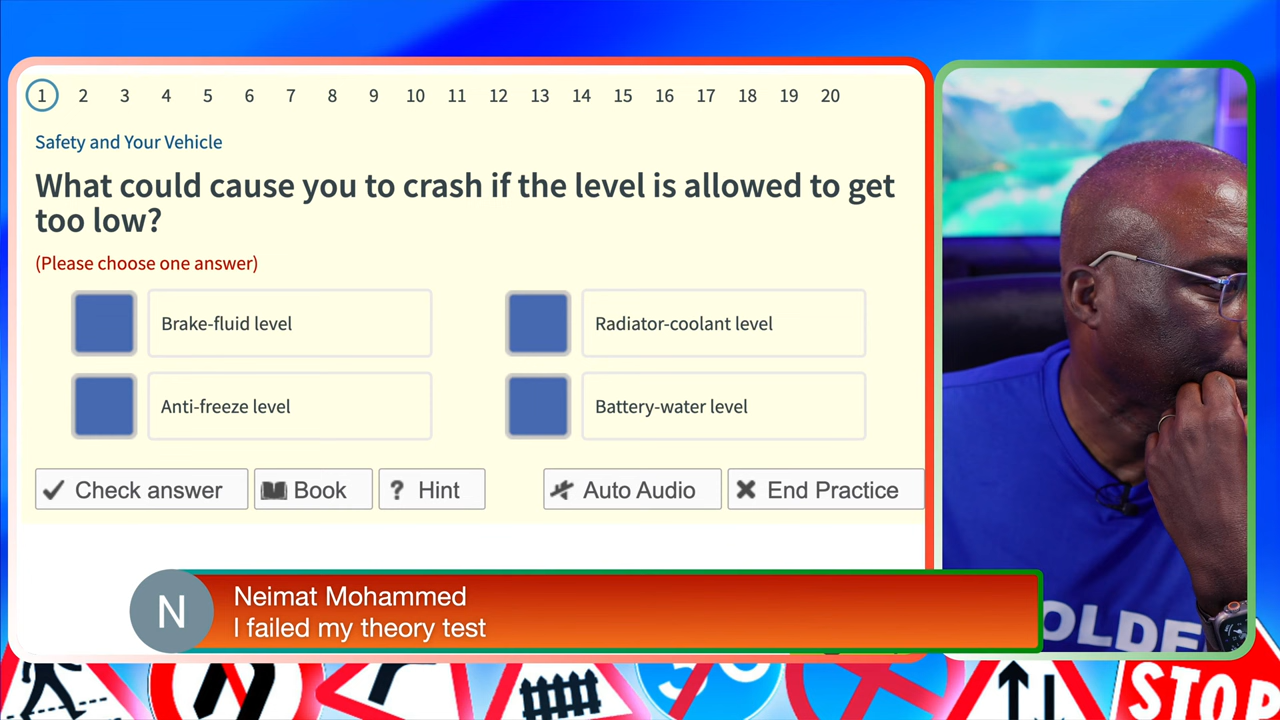 1 2 3 4 5 6 7 8 9 10 11 12 13 14 15 16 17 18 19 20
Safety and Your Vehicle
What could cause you to crash if the level is allowed to get
too low?
(Please choose one answer)
Brake-fluid level
Radiator-coolant level
Anti-freeze level
Battery-water level
Check answer
Book
? Hint
Auto Audio
End Practice
N
Neimat Mohammed
I failed my theory test
OLDE
STOP